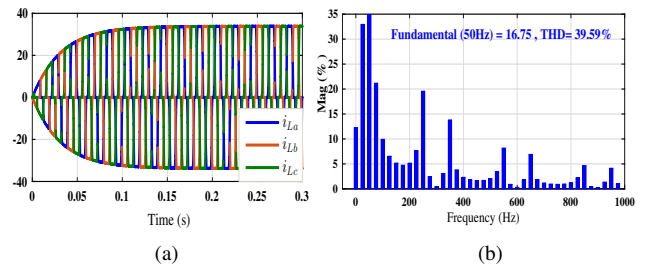 40
20
0
-20
-40
0 0.05 0.1 0.15 0.2 0.25 0.3
Time (s)
iLa
iLb
iLc
(a)
35
30
25
20
15
10
5
0
Mag (%)
Fundamental (50Hz) = 16.75 , THD= 39.59%
0 200 400 600 800 1000
Frequency (Hz)
(b)